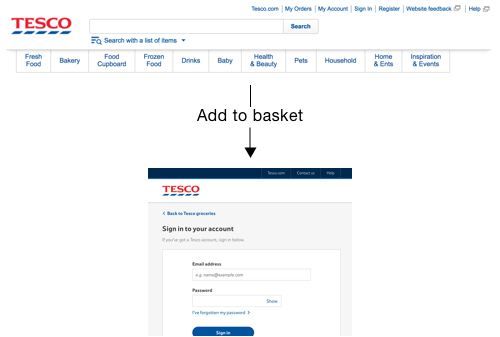 Tesco.com | My Orders | My Account | Sign In | Register | Website feedback | Help
TESCO
Search
Search with a list of items
Fresh Food
Bakery
Food Cupboard
Frozen Food
Drinks
Baby
Health & Beauty
Pets
Household
Home & Ents
Inspiration & Events
Add to basket
Tesco.com
Contact us
Help
TESCO
< Back to Tesco groceries
Sign in to your account
If you've got a Tesco account, sign in below.
Email address
e.g. name@example.com
Password
Show
I've forgotten my password >
Sign in